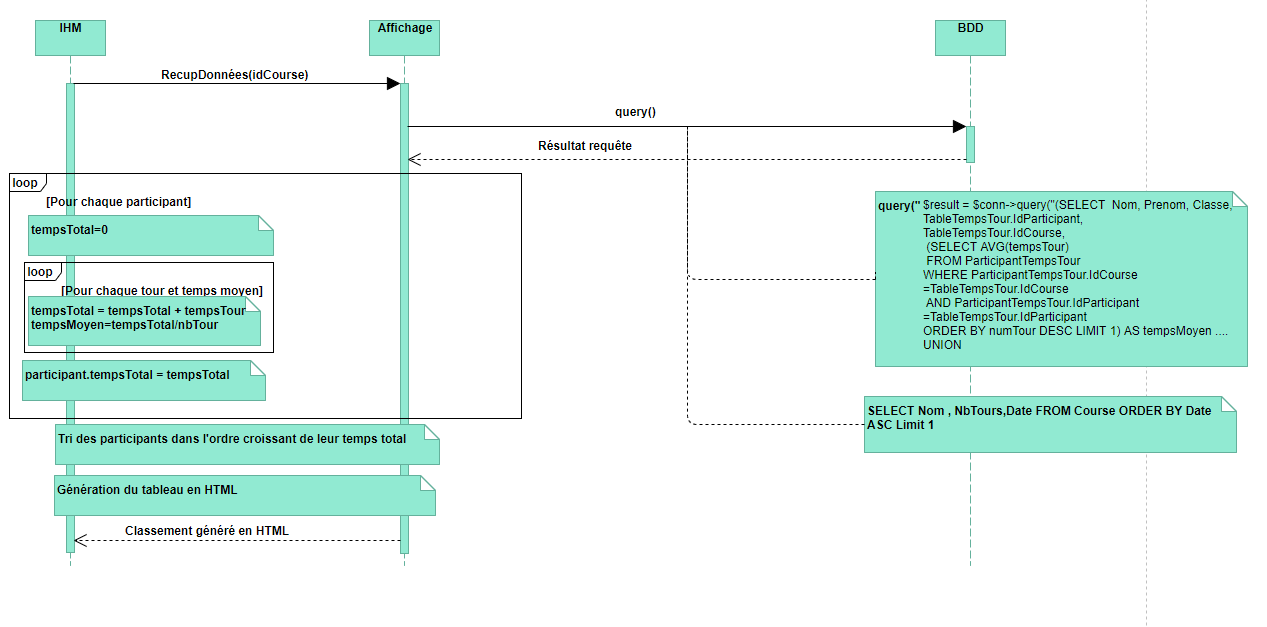 IHM
Affichage
BDD
RecupDonnées(idCourse)
query()
Résultat requête
loop
[Pour chaque participant]
tempsTotal=0
loop
[Pour chaque tour et temps moyen]
tempsTotal = tempsTotal + tempsTour
tempsMoyen=tempsTotal/nbTour
participant.tempsTotal = tempsTotal
Tri des participants dans l'ordre croissant de leur temps total
Génération du tableau en HTML
Classement généré en HTML
query(" $result = $conn->query("(SELECT Nom, Prenom, Classe,
TableTempsTour.IdParticipant,
TableTempsTour.IdCourse,
(SELECT AVG(tempsTour)
FROM ParticipantTempsTour
WHERE ParticipantTempsTour.IdCourse
=TableTempsTour.IdCourse
AND ParticipantTempsTour.IdParticipant
=TableTempsTour.IdParticipant
ORDER BY numTour DESC LIMIT 1) AS tempsMoyen ....
UNION
SELECT Nom , NbTours,Date FROM Course ORDER BY Date
ASC Limit 1